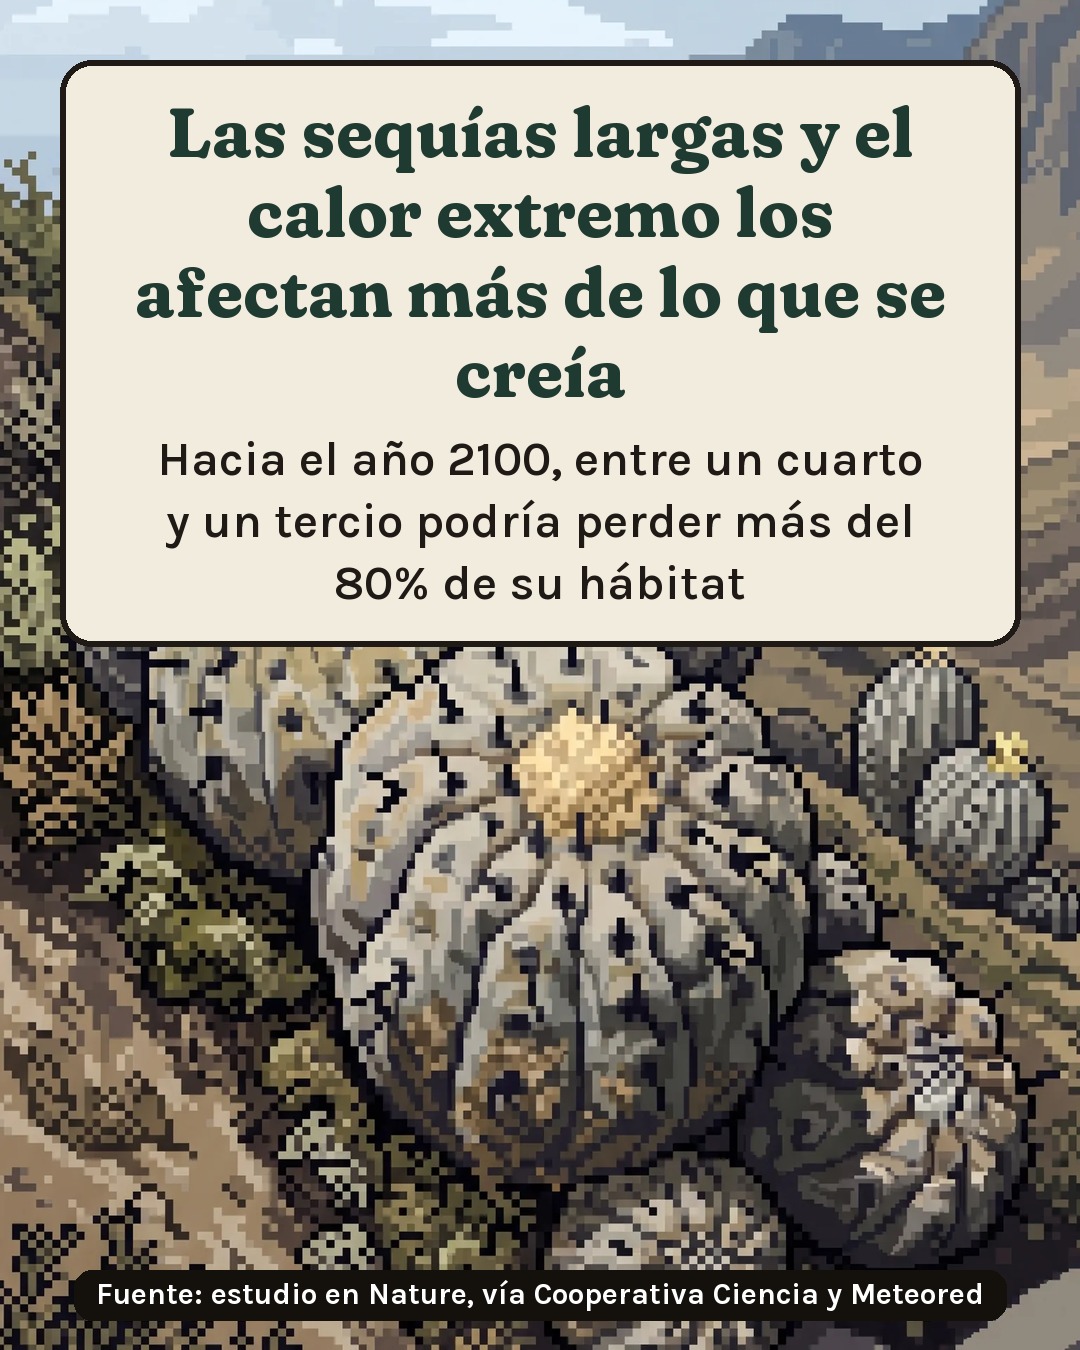 Las sequías largas y el
calor extremo los
afectan más de lo que se
creía
Hacia el año 2100, entre un cuarto
y un tercio podría perder más del
80% de su hábitat
Fuente: estudio en Nature, vía Cooperativa Ciencia y Meteored